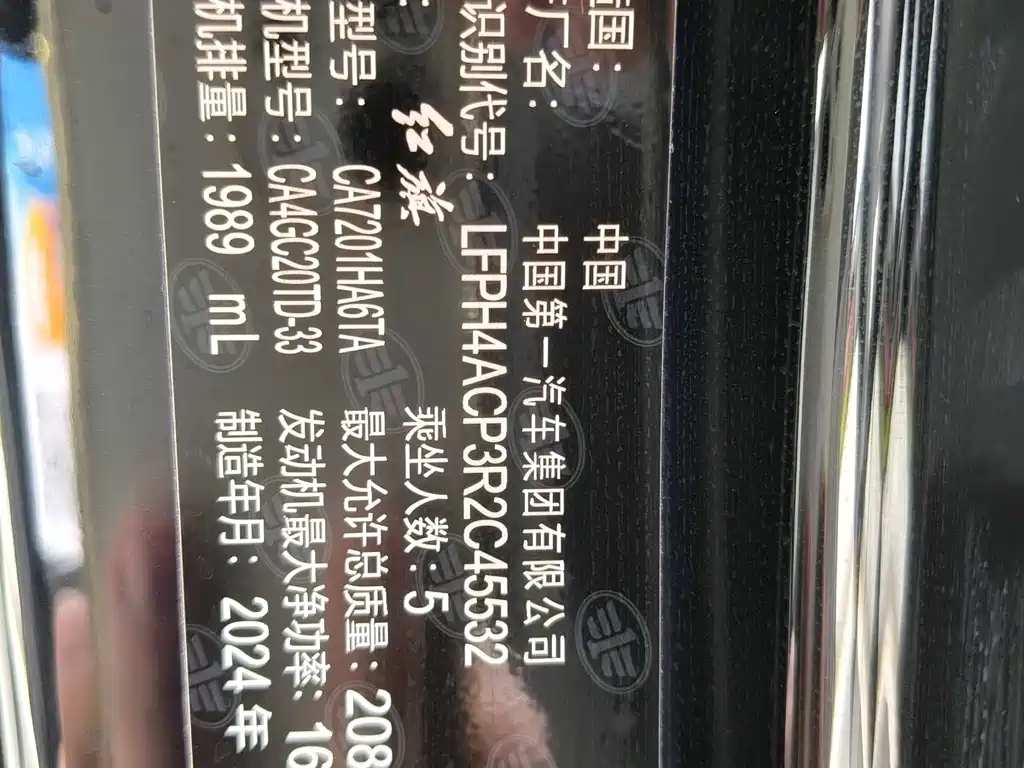 国: 中国
厂名: 中国第一汽车集团有限公司
识别代号: LFPH4ACP3R2C45532
: 红旗 乘坐人数: 5
型号: CA7201HA6TA 最大允许总质量: 208
机型号: CA4GC20TD-33 发动机最大净功率: 16
机排量: 1989 mL 制造年月: 2024年